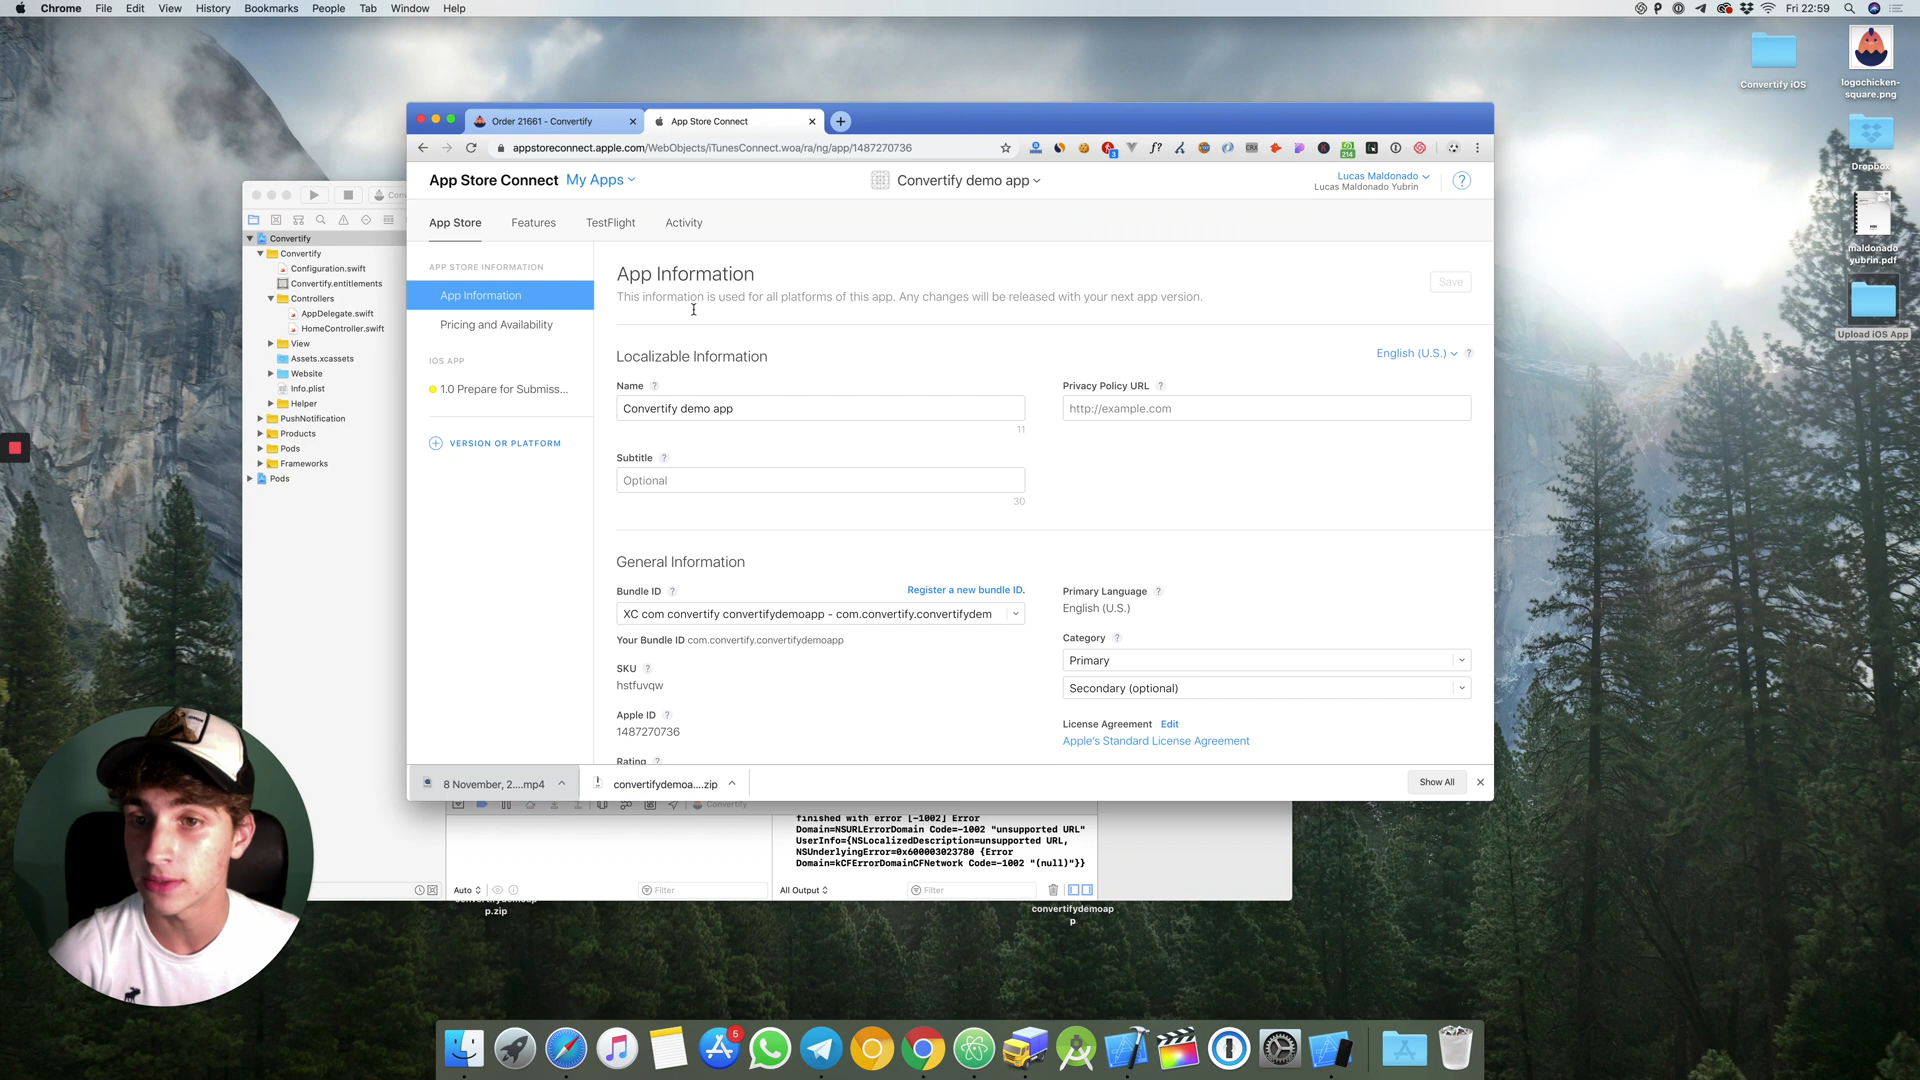 Chrome File Edit View History Bookmarks People Tab Window Help
Fri 22:59
Convertify iOS
logochicken-
square.png
Dropbox
maldonado
yubrin.pdf
Upload iOS App
Order 21661 - Convertify
App Store Connect
appstoreconnect.apple.com/WebObjects/iTunesConnect.woa/ra/ng/app/1487270736
3
f?
214
App Store Connect My Apps
Convertify demo app
Lucas Maldonado
Lucas Maldonado Yubrin
?
App Store Features TestFlight Activity
Convertify
Convertify
Configuration.swift
Convertify.entitlements
Controllers
AppDelegate.swift
HomeController.swift
View
Assets.xcassets
Website
Info.plist
Helper
PushNotification
Products
Pods
Frameworks
Pods
APP STORE INFORMATION
App Information
Pricing and Availability
IOS APP
1.0 Prepare for Submiss...
VERSION OR PLATFORM
App Information
Save
This information is used for all platforms of this app. Any changes will be released with your next app version.
Localizable Information
English (U.S.) ?
Name ?
Convertify demo app
11
Privacy Policy URL ?
http://example.com
Subtitle ?
Optional
30
General Information
Bundle ID ?
Register a new bundle ID.
XC com convertify convertifydemoapp - com.convertify.convertifydem
Your Bundle ID com.convertify.convertifydemoapp
SKU ?
hstfuvqw
Apple ID ?
1487270736
Rating ?
Primary Language ?
English (U.S.)
Category ?
Primary
Secondary (optional)
License Agreement Edit
Apple's Standard License Agreement
8 November, 2....mp4
convertifydemoa....zip
Show All
Convertify
finished with error [-1002] Error
Domain=NSURLErrorDomain Code=-1002 "unsupported URL"
UserInfo={NSLocalizedDescription=unsupported URL,
NSUnderlyingError=0x600003023780 {Error
Domain=kCFErrorDomainCFNetwork Code=-1002 "(null)"}}
Auto
Filter
All Output
Filter
p.zip
convertifydemoap
p
5